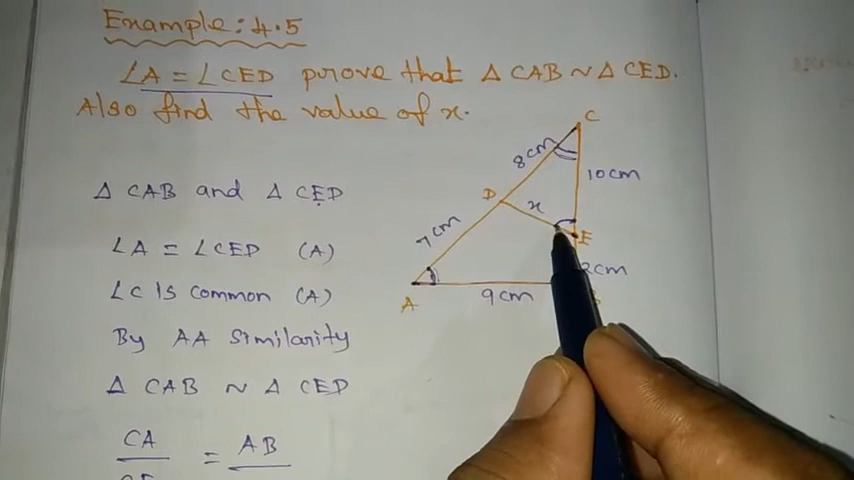 Example: 4.5
∠A = ∠CED prove that Δ CAB ~ Δ CED.
Also find the value of x.
C
8cm
10cm
D
x
7cm
E
2cm
A
9cm
Δ CAB and Δ CED
∠A = ∠CED (A)
∠C Is common (A)
By AA Similarity
Δ CAB ~ Δ CED
CA = AB